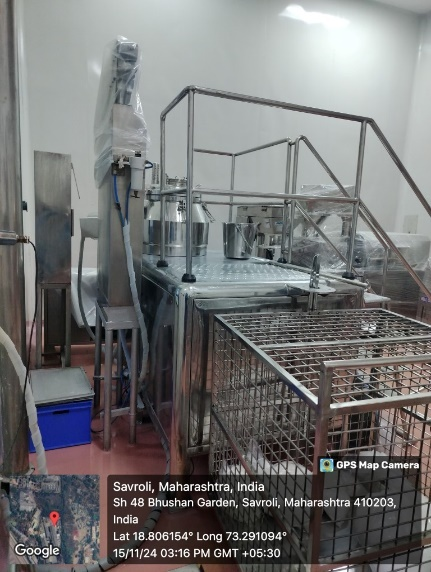 GPS Map Camera
Savroli, Maharashtra, India
Sh 48 Bhushan Garden, Savroli, Maharashtra 410203,
India
Lat 18.806154° Long 73.291094°
15/11/24 03:16 PM GMT +05:30
Google